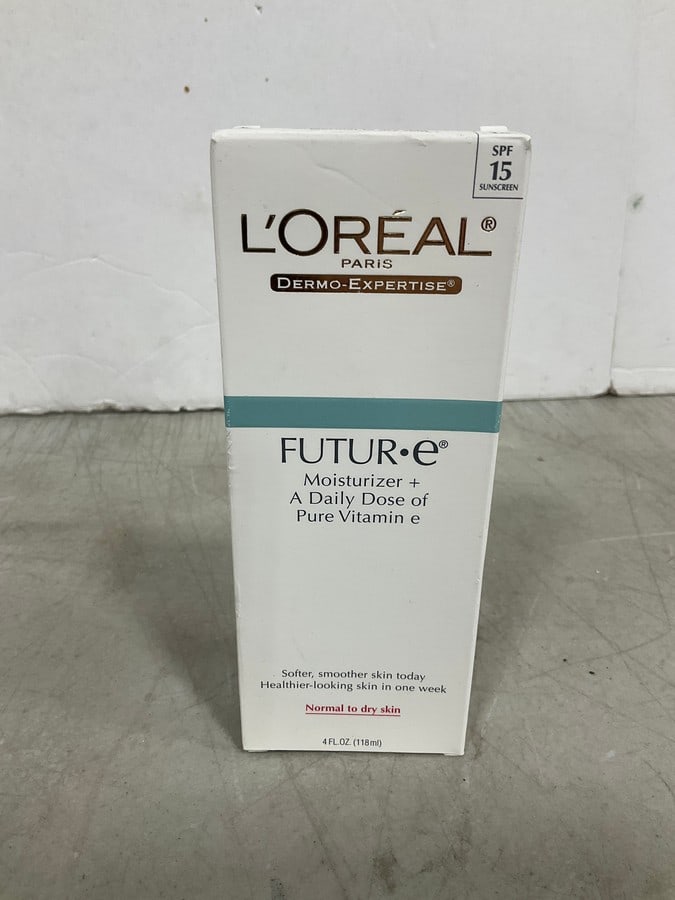 SPF
15
SUNSCREEN
L'ORÉAL®
PARIS
DERMO-EXPERTISE®
FUTUR•e®
Moisturizer +
A Daily Dose of
Pure Vitamin e
Softer, smoother skin today
Healthier-looking skin in one week
Normal to dry skin
4 FL.OZ. (118ml)